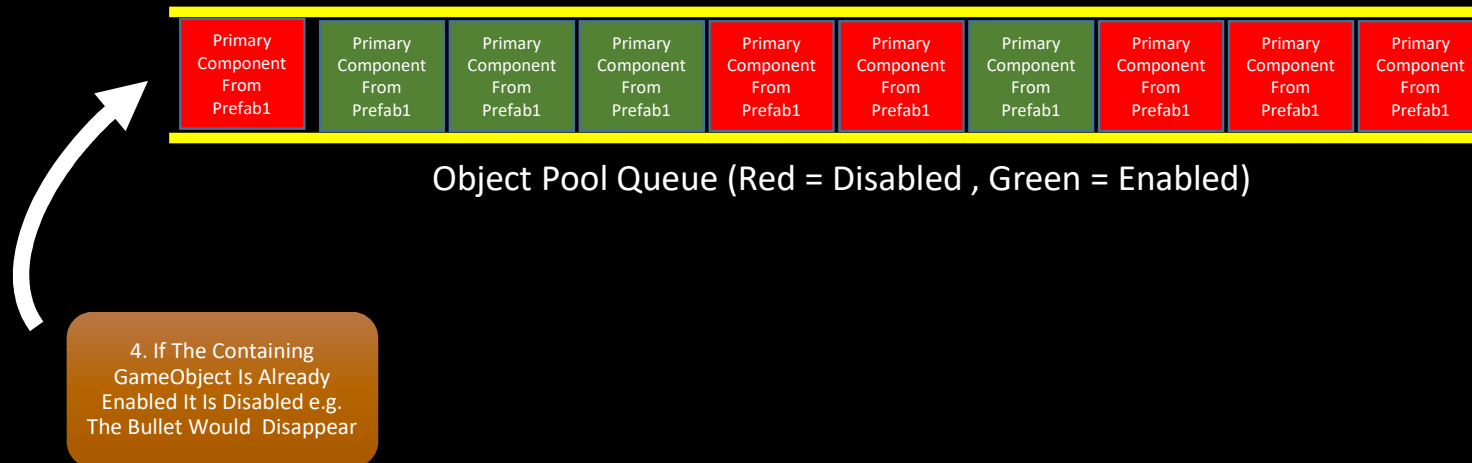 Primary
Component
From
Prefab1
Primary
Component
From
Prefab1
Primary
Component
From
Prefab1
Primary
Component
From
Prefab1
Primary
Component
From
Prefab1
Primary
Component
From
Prefab1
Primary
Component
From
Prefab1
Primary
Component
From
Prefab1
Primary
Component
From
Prefab1
Primary
Component
From
Prefab1
Object Pool Queue (Red = Disabled , Green = Enabled)
4. If The Containing
GameObject Is Already
Enabled It Is Disabled e.g.
The Bullet Would Disappear